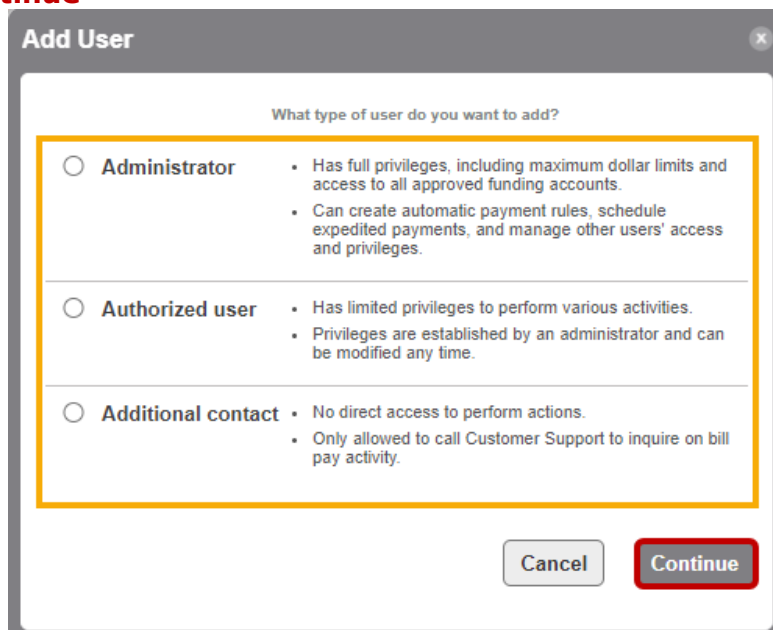 Add User
x
What type of user do you want to add?
Administrator
• Has full privileges, including maximum dollar limits and
access to all approved funding accounts.
• Can create automatic payment rules, schedule
expedited payments, and manage other users' access
and privileges.
Authorized user
• Has limited privileges to perform various activities.
• Privileges are established by an administrator and can
be modified any time.
Additional contact
• No direct access to perform actions.
• Only allowed to call Customer Support to inquire on bill
pay activity.
Cancel
Continue